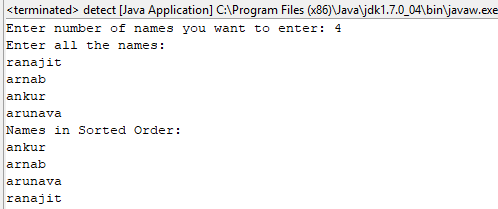 <terminated> detect [Java Application] C:\Program Files (x86)\Java\jdk1.7.0_04\bin\javaw.exe
Enter number of names you want to enter: 4
Enter all the names:
ranajit
arnab
ankur
arunava
Names in Sorted Order:
ankur
arnab
arunava
ranajit